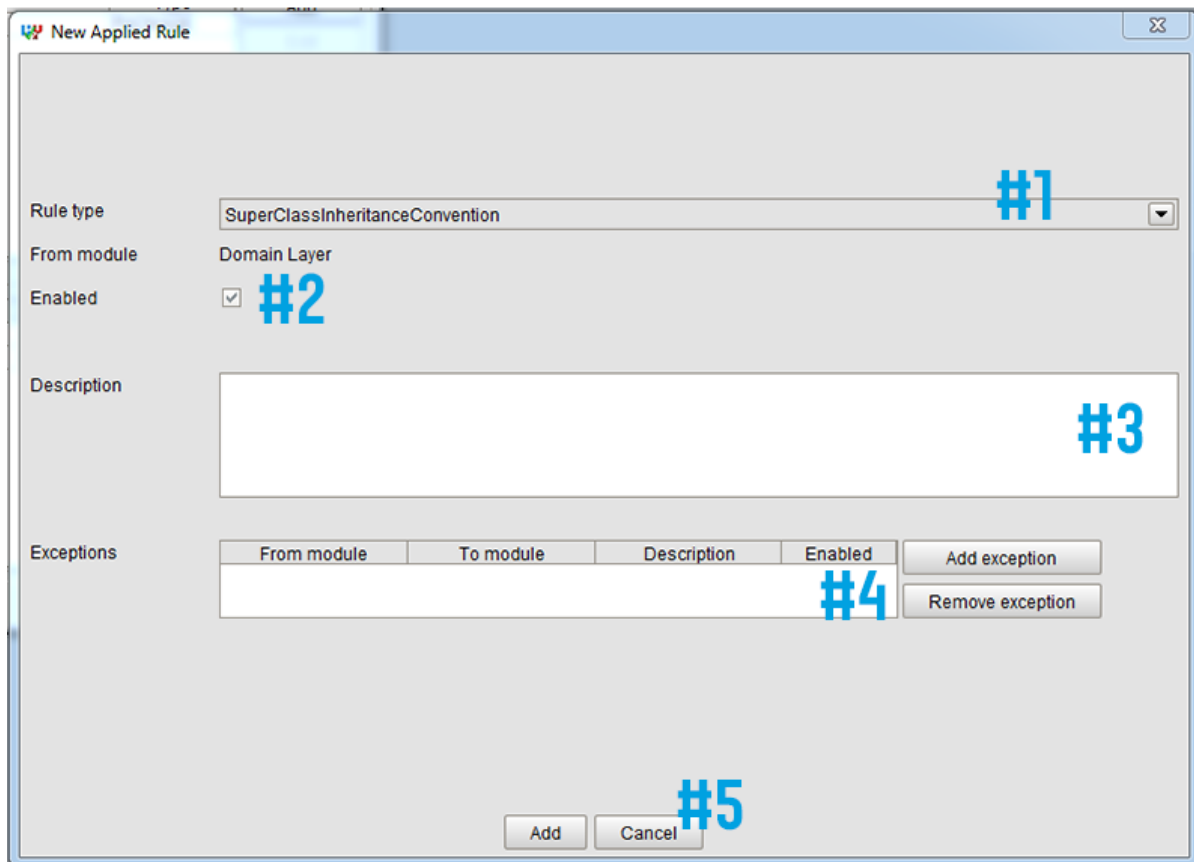 New Applied Rule
#1
Rule type SuperClassInheritanceConvention
From module Domain Layer
Enabled #2
Description
#3
Exceptions From module To module Description Enabled Add exception
#4 Remove exception
#5
Add Cancel